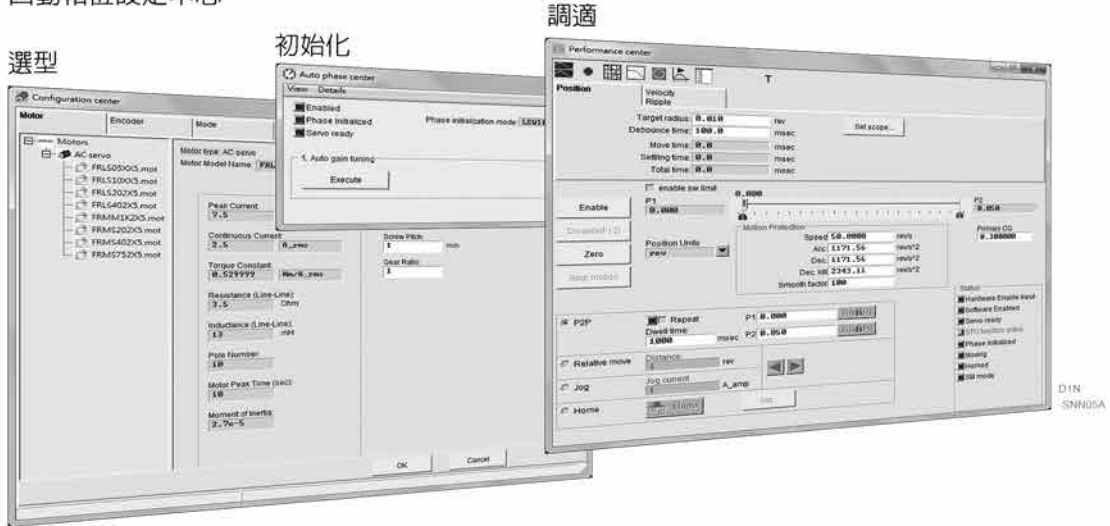 調適
初始化
選型
Configuration center
Motor
Encoder
Mode
Motors
AC servo
FRLS05XX5.mot
FRLS10XX5.mot
FRLS202X5.mot
FRLS402X5.mot
FRMM1K2X5.mot
FRMS202X5.mot
FRMS402X5.mot
FRMS752X5.mot
Motor type: AC servo
Motor Model Name:
Peak Current:
7.5
Continuous Current:
2.5 A_rms
Torque Constant:
0.529999 Nm/A_rms
Resistance (Line-Line):
3.5 Ohm
Inductance (Line-Line):
13 mH
Pole Number:
10
Motor Peak Time (sec):
10
Moment of Inertia:
2.7e-5
Screw Pitch:
1 mm
Gear Ratio:
1
OK
Cancel
Auto phase center
View Details
Enabled
Phase Initialized
Servo ready
Phase initialization mode
1. Auto gain tuning
Execute
Performance center
T
Position
Velocity
Ripple
Target radius: 0.010 rev
Debounce time: 100.0 msec
Move time: 0.0 msec
Settling time: 0.0 msec
Total time: 0.0 msec
Set scope...
Enable
Zero
enable sw limit
P1
0.000
0.000
P2
0.050
Position Units
rev
Motion Protection
Speed 50.0000 rev/s
Acc 1171.56 rev/s^2
Dec 1171.56 rev/s^2
Dec. kill 2343.11 rev/s^2
Smooth factor 100
Primary CG
0.300000
P2P
Repeat
Dwell time:
1000 msec
P1 0.000
P2 0.050
Relative move
Distance:
1 rev
Jog
Jog current
1 A_amp
Home
Status
Hardware Enable Input
Software Enabled
Servo ready
Phase Initialized
Moving
Homed
SM mode
D1N
-SNN05A